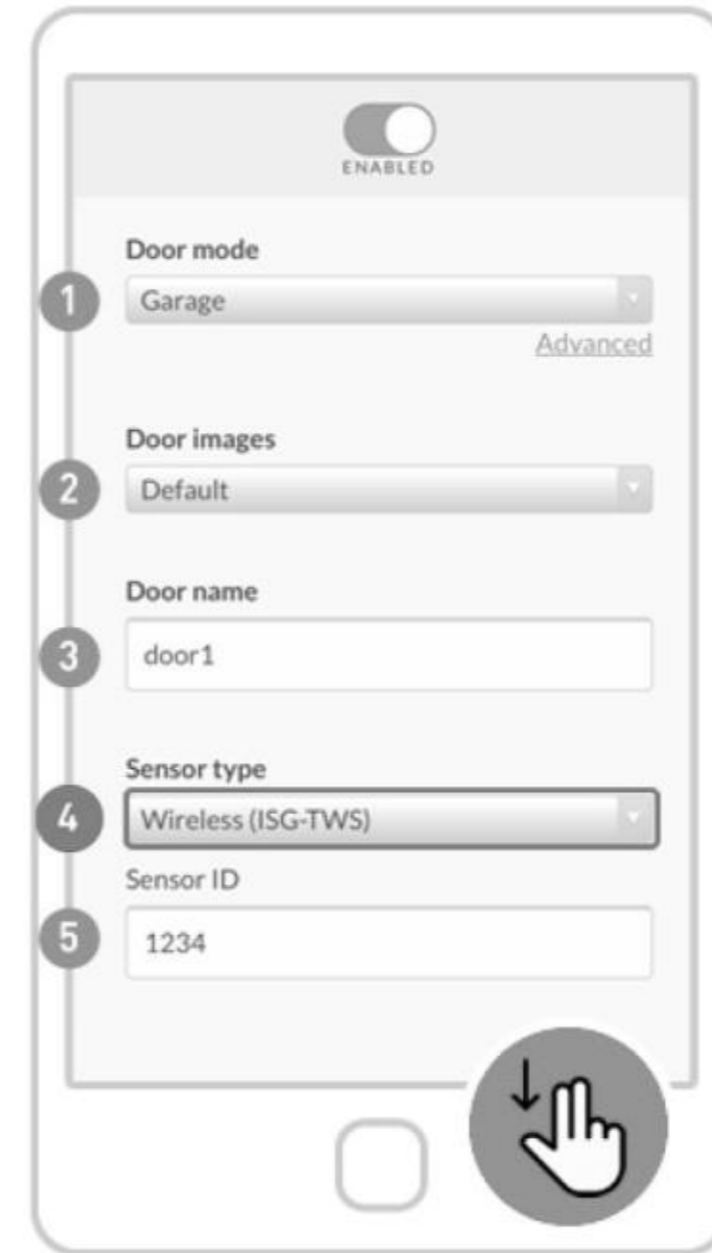 ENABLED
Door mode
1
Garage
Advanced
Door images
2
Default
Door name
3
door1
Sensor type
4
Wireless (ISG-TWS)
Sensor ID
5
1234